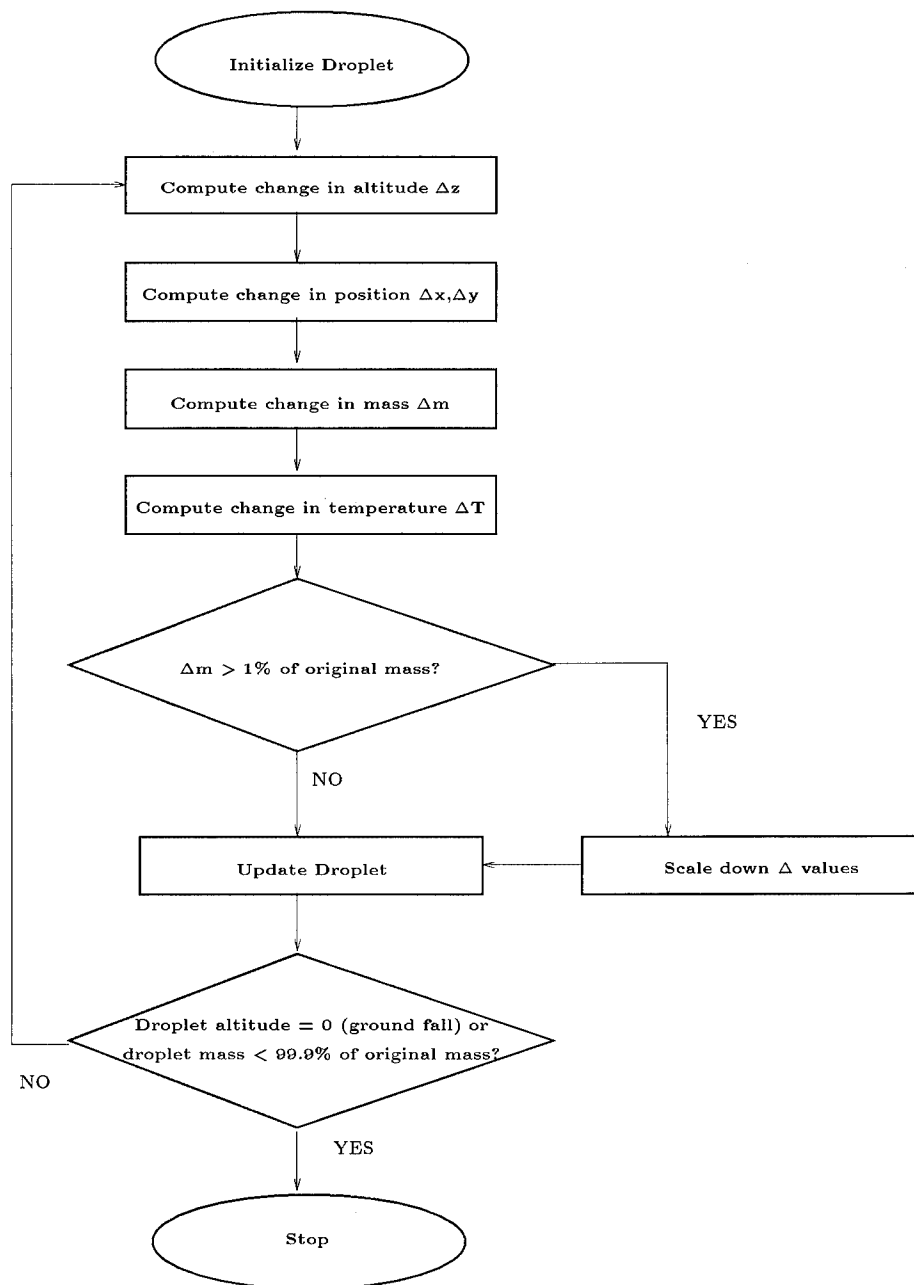 Initialize Droplet
Compute change in altitude Δz
Compute change in position Δx,Δy
Compute change in mass Δm
Compute change in temperature ΔT
Δm > 1% of original mass?
YES
NO
Update Droplet
Scale down Δ values
Droplet altitude = 0 (ground fall) or
droplet mass < 99.9% of original mass?
NO
YES
Stop